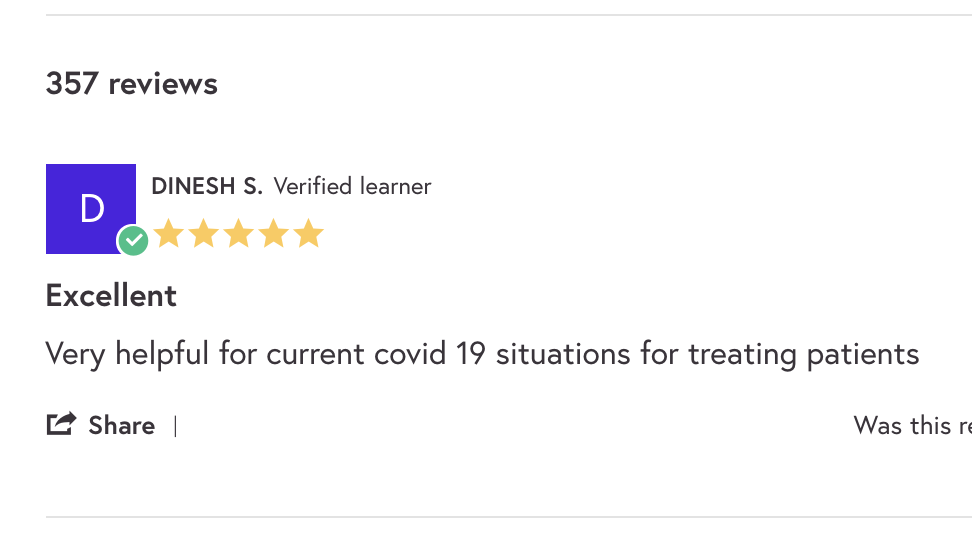 357 reviews
D
DINESH S. Verified learner
Excellent
Very helpful for current covid 19 situations for treating patients
Share |
Was this